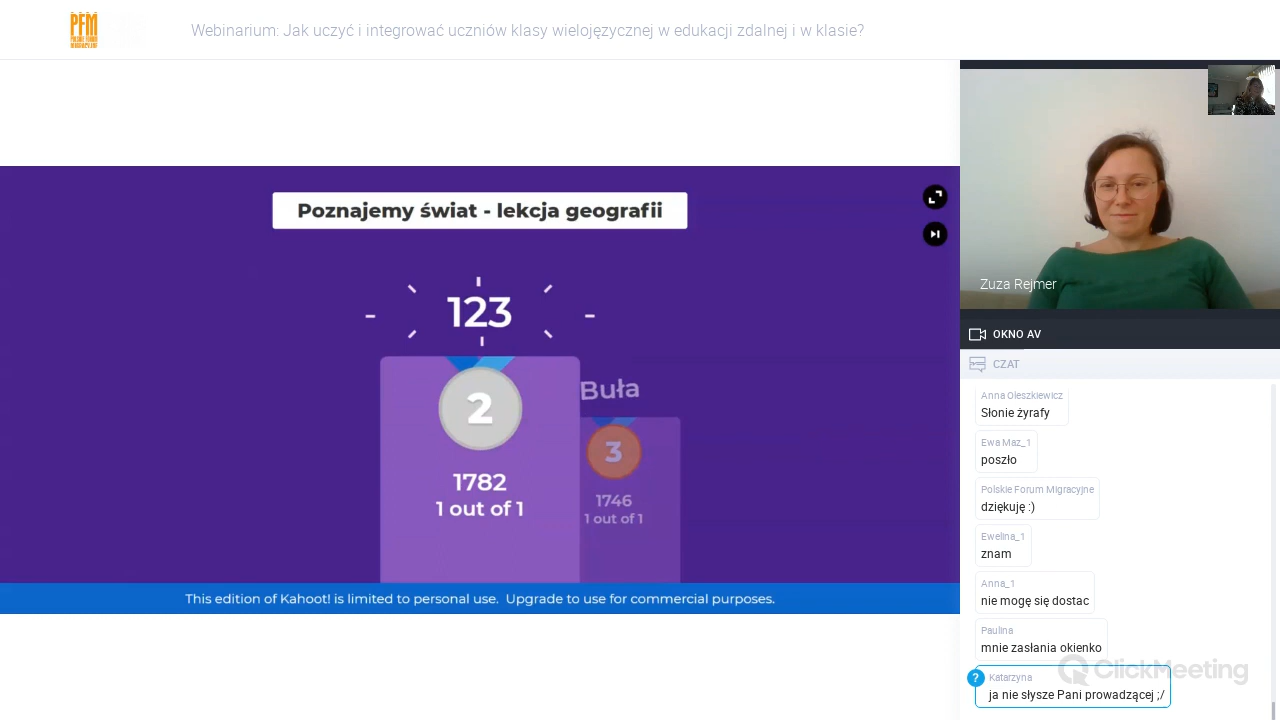 PFM
POLSKIE FORUM
MIGRACYJNE
Webinarium: Jak uczyć i integrować uczniów klasy wielojęzycznej w edukacji zdalnej i w klasie?
Poznajemy świat - lekcja geografii
123
2
1782
1 out of 1
Buła
3
1746
1 out of 1
This edition of Kahoot! is limited to personal use. Upgrade to use for commercial purposes.
Zuza Rejmer
OKNO AV
CZAT
Anna Oleszkiewicz
Słonie żyrafy
Ewa Maz_1
poszło
Polskie Forum Migracyjne
dziękuję :)
Ewelina_1
znam
Anna_1
nie mogę się dostac
Paulina
mnie zasłania okienko
ClickMeeting
?
Katarzyna
ja nie słysze Pani prowadzącej ;/